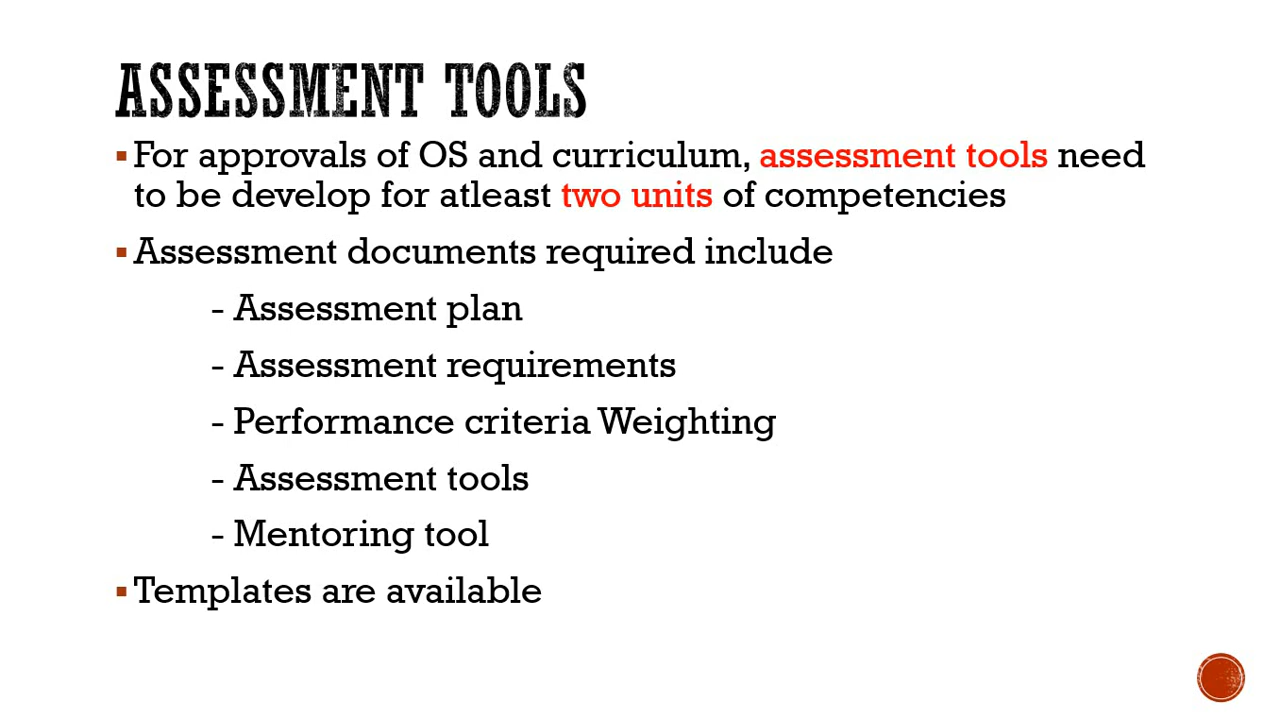 ASSESSMENT TOOLS
▪For approvals of OS and curriculum, assessment tools need
to be develop for atleast two units of competencies
▪Assessment documents required include
- Assessment plan
- Assessment requirements
- Performance criteria Weighting
- Assessment tools
- Mentoring tool
▪Templates are available